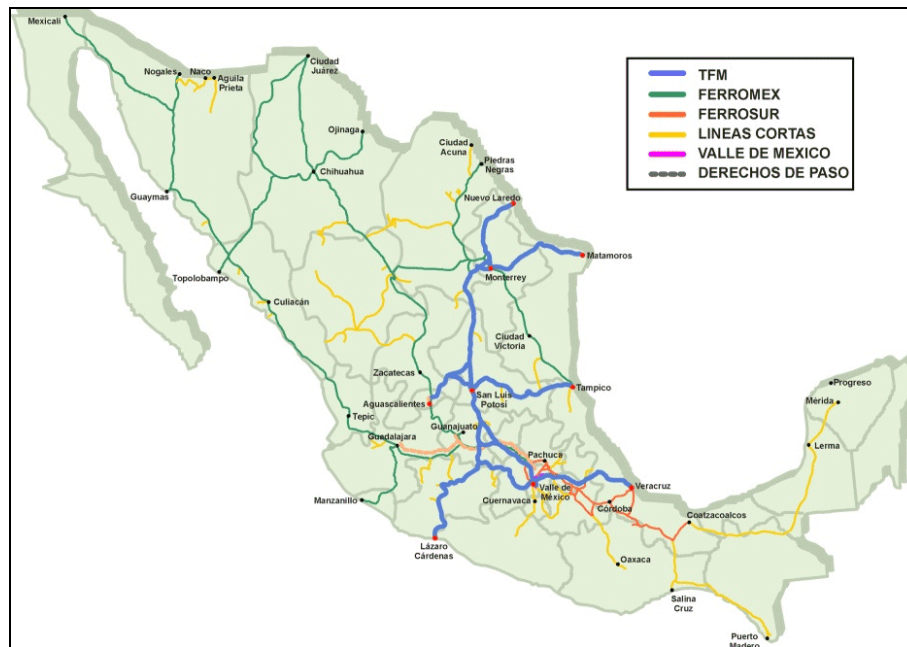 Mexicali
Nogales
Naco
Agua
Prieta
Ciudad
Juárez
Ojinaga
Chihuahua
Ciudad
Acuna
Piedras
Negras
Guaymas
Nuevo Laredo
Matamoros
Monterrey
Topolobampo
Culiacán
Ciudad
Victoria
Zacatecas
Aguascalientes
San Luis
Potosí
Tampico
Tepic
Guanajuato
Guadalajara
Pachuca
Manzanillo
Cuernavaca
Valle de
México
Veracruz
Córdoba
Coatzacoalcos
Lázaro
Cárdenas
Oaxaca
Salina
Cruz
Puerto
Madero
Progreso
Mérida
Lerma
TFM
FERROMEX
FERROSUR
LINEAS CORTAS
VALLE DE MEXICO
DERECHOS DE PASO